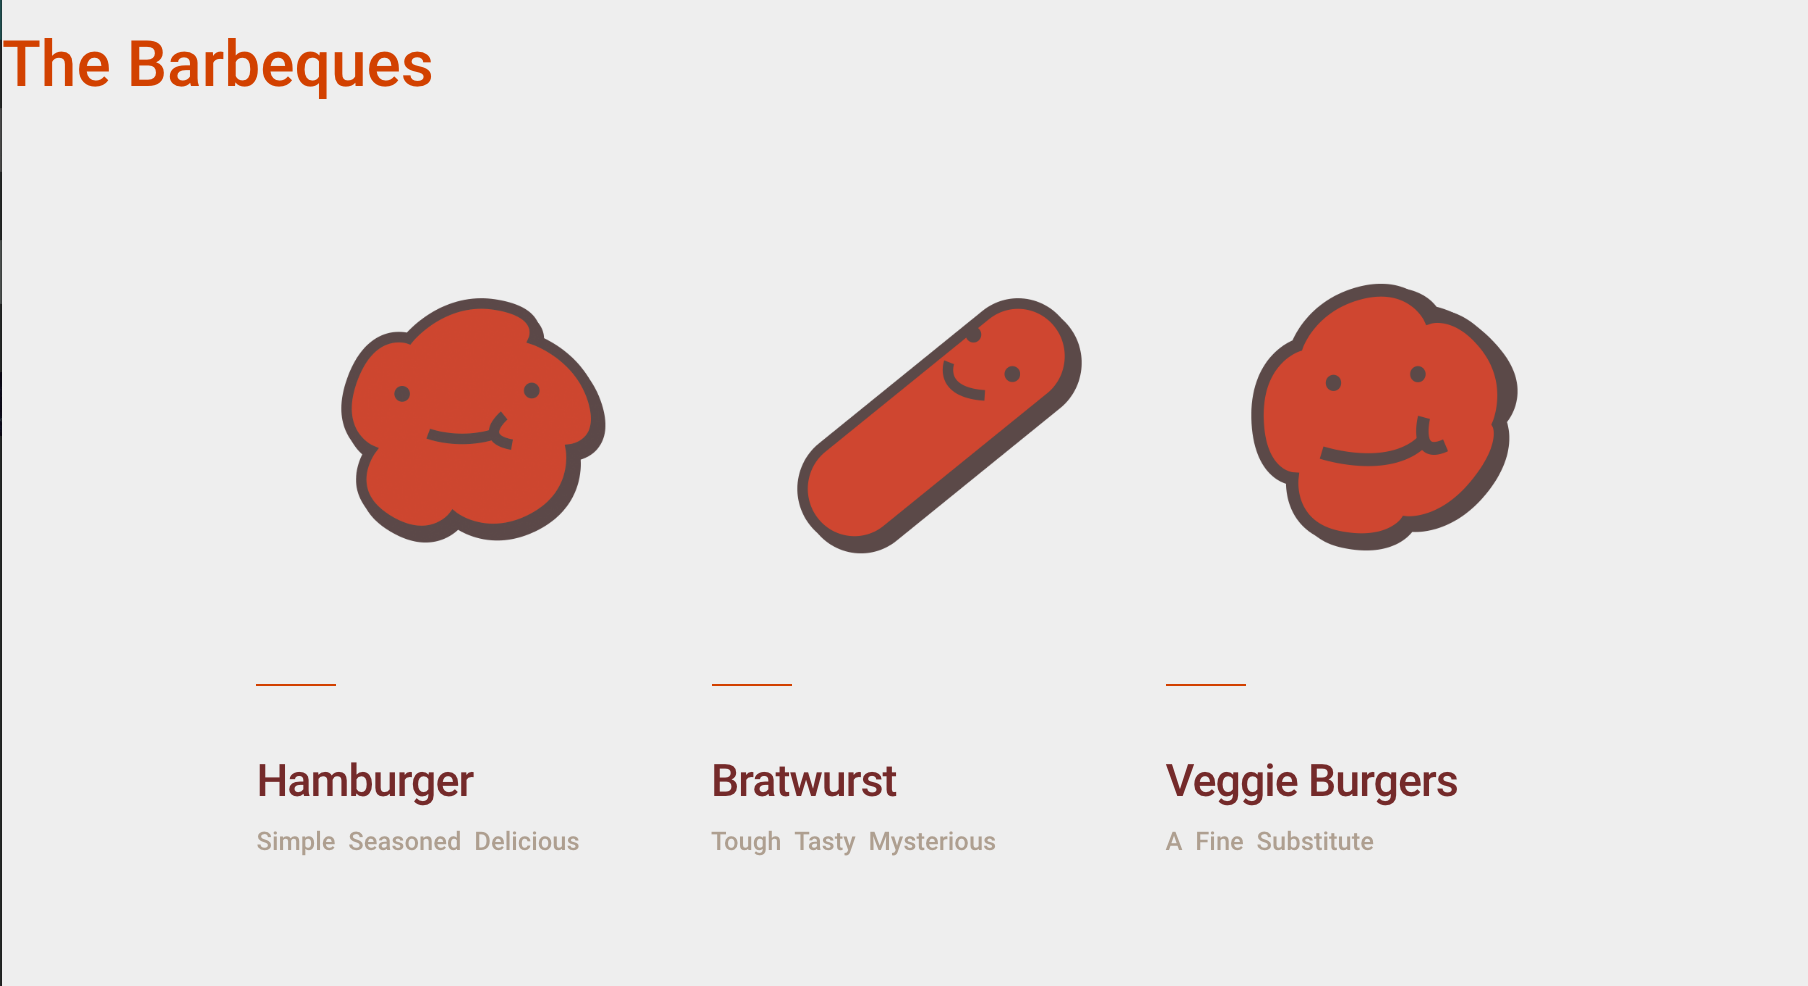 The Barbeques
Hamburger
Simple Seasoned Delicious
Bratwurst
Tough Tasty Mysterious
Veggie Burgers
A Fine Substitute